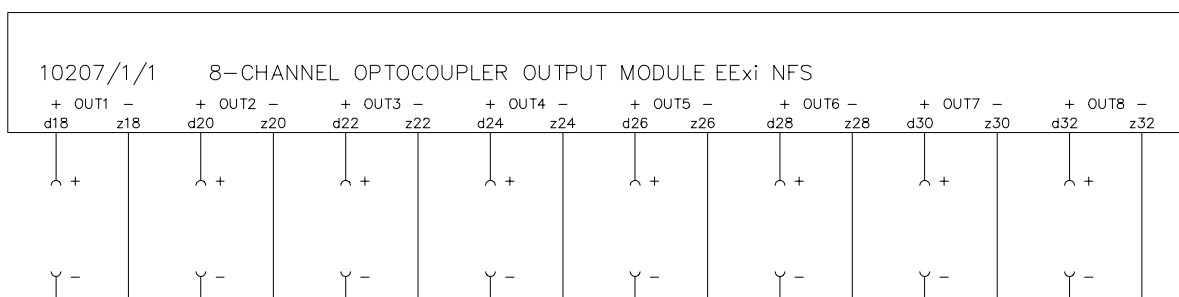 10207/1/1 8-CHANNEL OPTOCOUPLER OUTPUT MODULE EExi NFS
+ OUT1 - + OUT2 - + OUT3 - + OUT4 - + OUT5 - + OUT6 - + OUT7 - + OUT8 -
d18 z18 d20 z20 d22 z22 d24 z24 d26 z26 d28 z28 d30 z30 d32 z32
+ + + + + + + +
- - - - - - - -